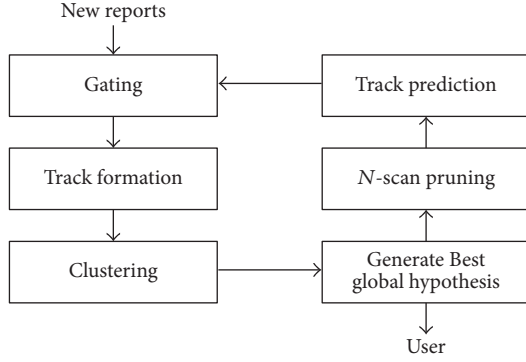 New reports
Gating
Track prediction
Track formation
N-scan pruning
Clustering
Generate Best
global hypothesis
User